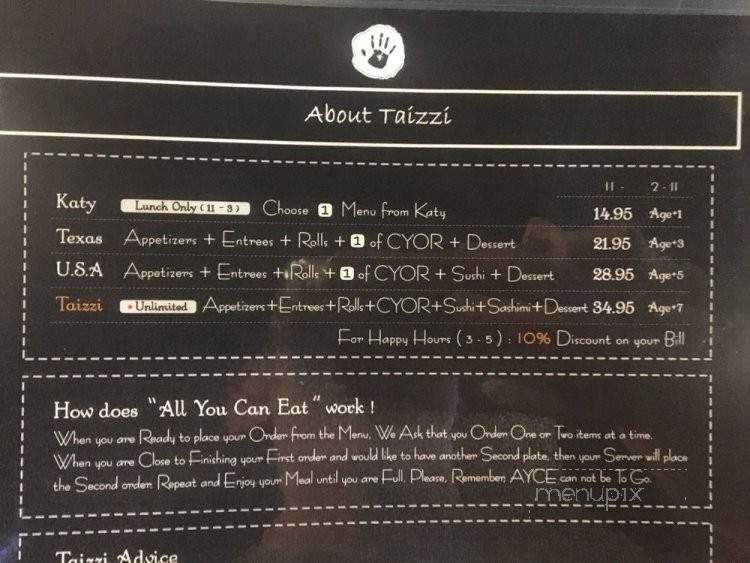 About Taizzi
11 - 2 - 11
Katy Lunch Only ( 11 - 3 ) Choose 1 Menu from Katy 14.95 Age+1
Texas Appetizers + Entrees + Rolls + 1 of CYOR + Dessert 21.95 Age+3
U.S.A Appetizers + Entrees + Rolls + 1 of CYOR + Sushi + Dessert 28.95 Age+5
Taizzi * Unlimited Appetizers+Entrees+Rolls+CYOR+Sushi+Sashimi+Dessert 34.95 Age+7
For Happy Hours ( 3 - 5 ) : 10% Discount on your Bill
How does "All You Can Eat" work !
When you are Ready to place your Order from the Menu, We Ask that you Order One or Two items at a time.
When you are Close to Finishing your First order and would like to have another Second plate, then your Server will place
the Second order. Repeat and Enjoy your Meal until you are Full. Please, Remember, AYCE can not be To Go.
menupix
Taizzi Advice